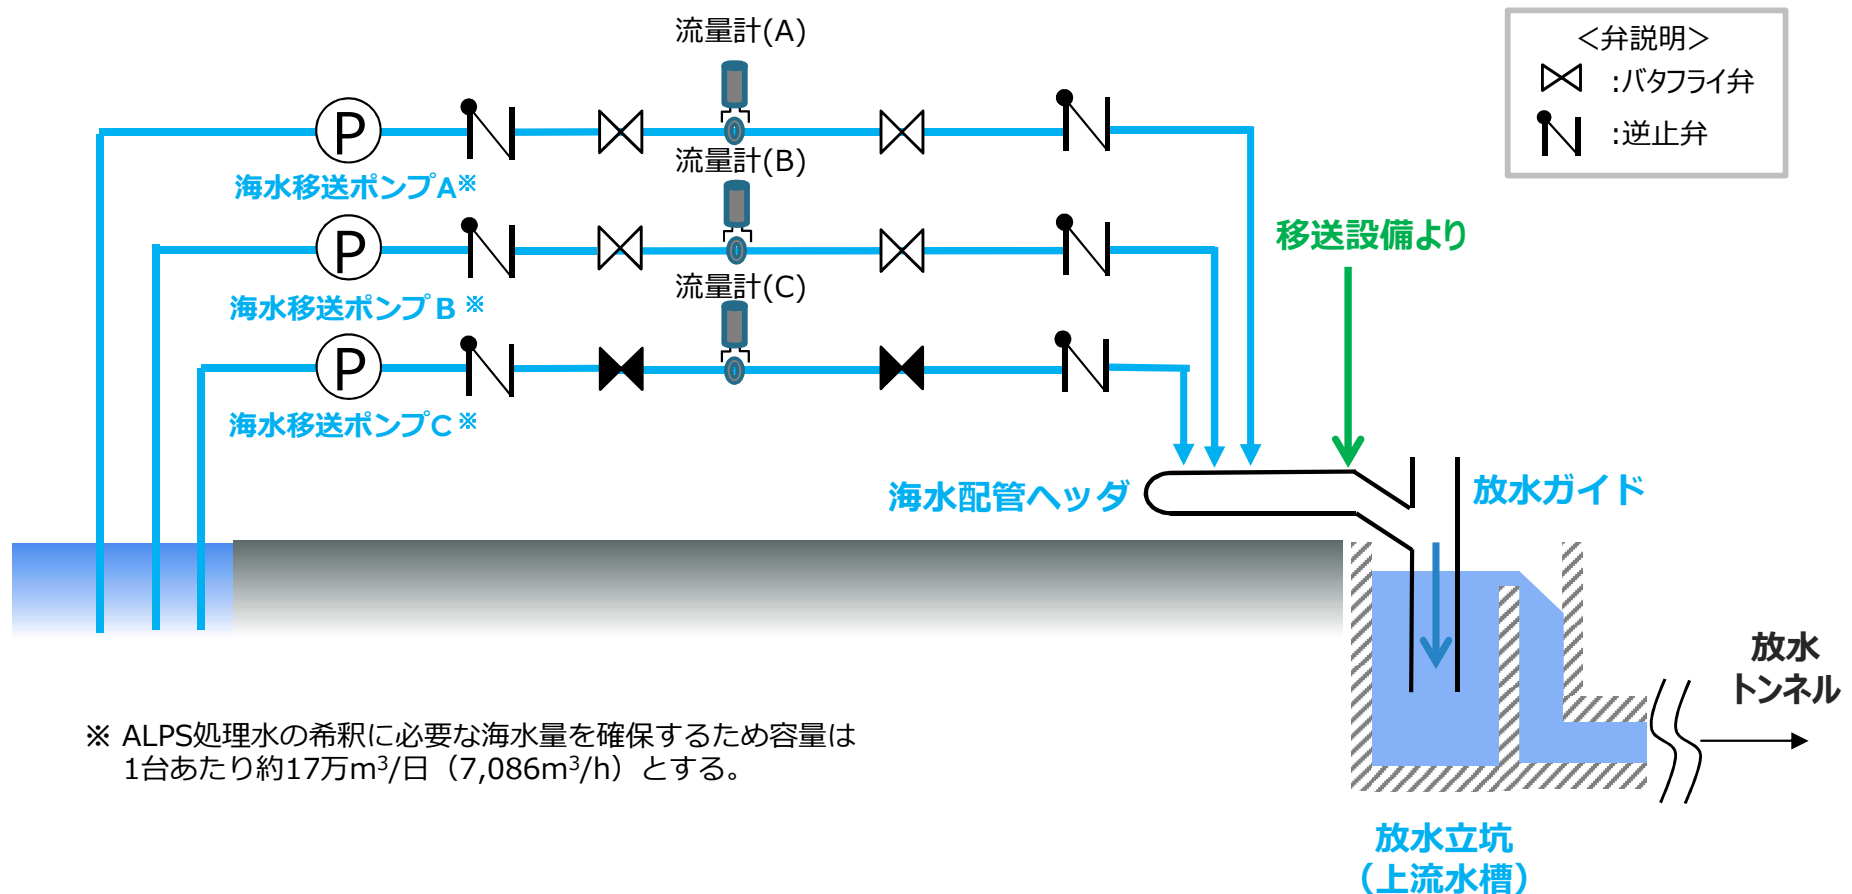 流量計(A)
<弁説明>
:バタフライ弁
:逆止弁
P
海水移送ポンプA※
流量計(B)
P
海水移送ポンプB※
流量計(C)
P
海水移送ポンプC※
移送設備より
海水配管ヘッダ
放水ガイド
放水
トンネル
※ ALPS処理水の希釈に必要な海水量を確保するため容量は
1台あたり約17万m³/日（7,086m³/h）とする。
放水立坑
（上流水槽）